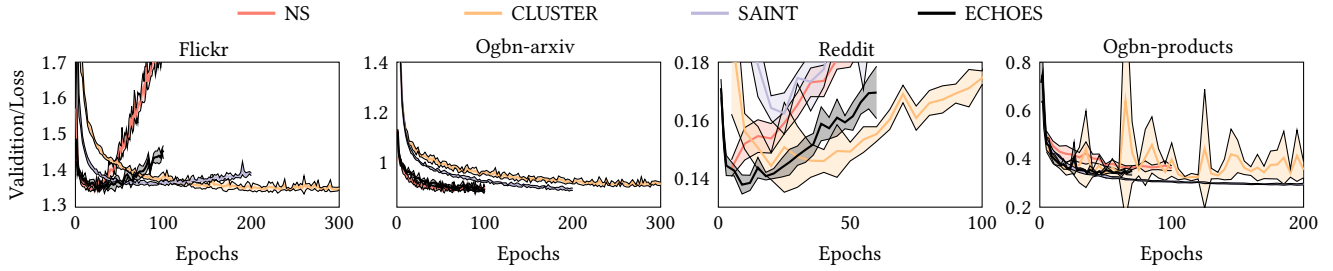 NS CLUSTER SAINT ECHOES
Flickr Ogbn-arxiv Reddit Ogbn-products
Validition/Loss
1.7 1.6 1.5 1.4 1.3
0 100 200 300
Epochs
1.4 1.2 1
0 100 200 300
Epochs
0.18 0.16 0.14
0 50 100
Epochs
0.8 0.6 0.4 0.2
0 100 200
Epochs